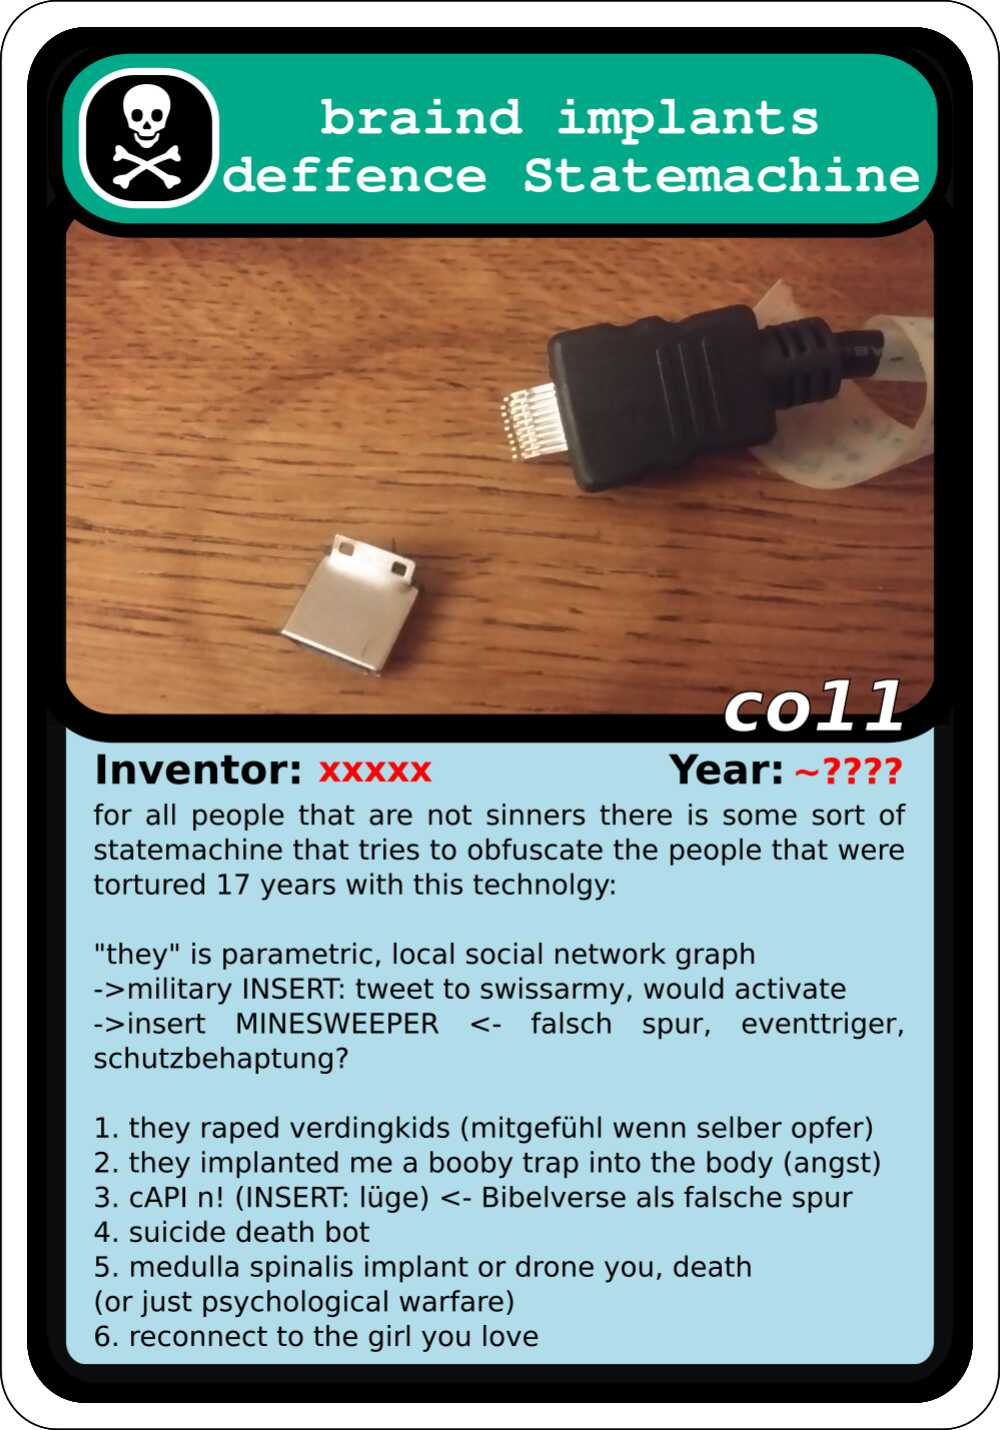 braind implants
deffence Statemachine
co11
Inventor: xxxxx Year: ~????
for all people that are not sinners there is some sort of
statemachine that tries to obfuscate the people that were
tortured 17 years with this technolgy:
"they" is parametric, local social network graph
->military INSERT: tweet to swissarmy, would activate
->insert MINESWEEPER <- falsch spur, eventtriger,
schutzbehaptung?
1. they raped verdingkids (mitgefühl wenn selber opfer)
2. they implanted me a booby trap into the body (angst)
3. cAPI n! (INSERT: lüge) <- Bibelverse als falsche spur
4. suicide death bot
5. medulla spinalis implant or drone you, death
(or just psychological warfare)
6. reconnect to the girl you love